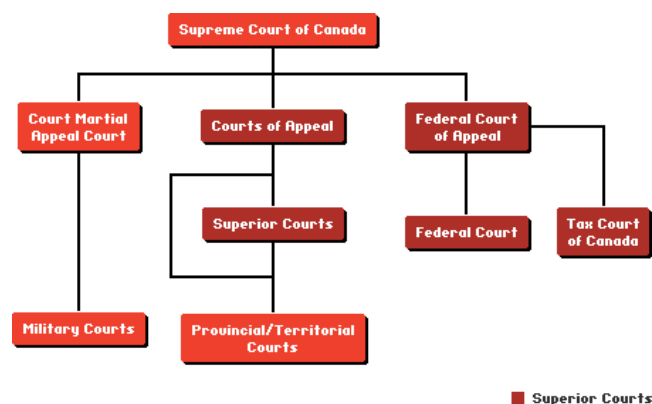 Supreme Court of Canada
Court Martial
Appeal Court
Courts of Appeal
Federal Court
of Appeal
Superior Courts
Federal Court
Tax Court
of Canada
Military Courts
Provincial/Territorial
Courts
Superior Courts